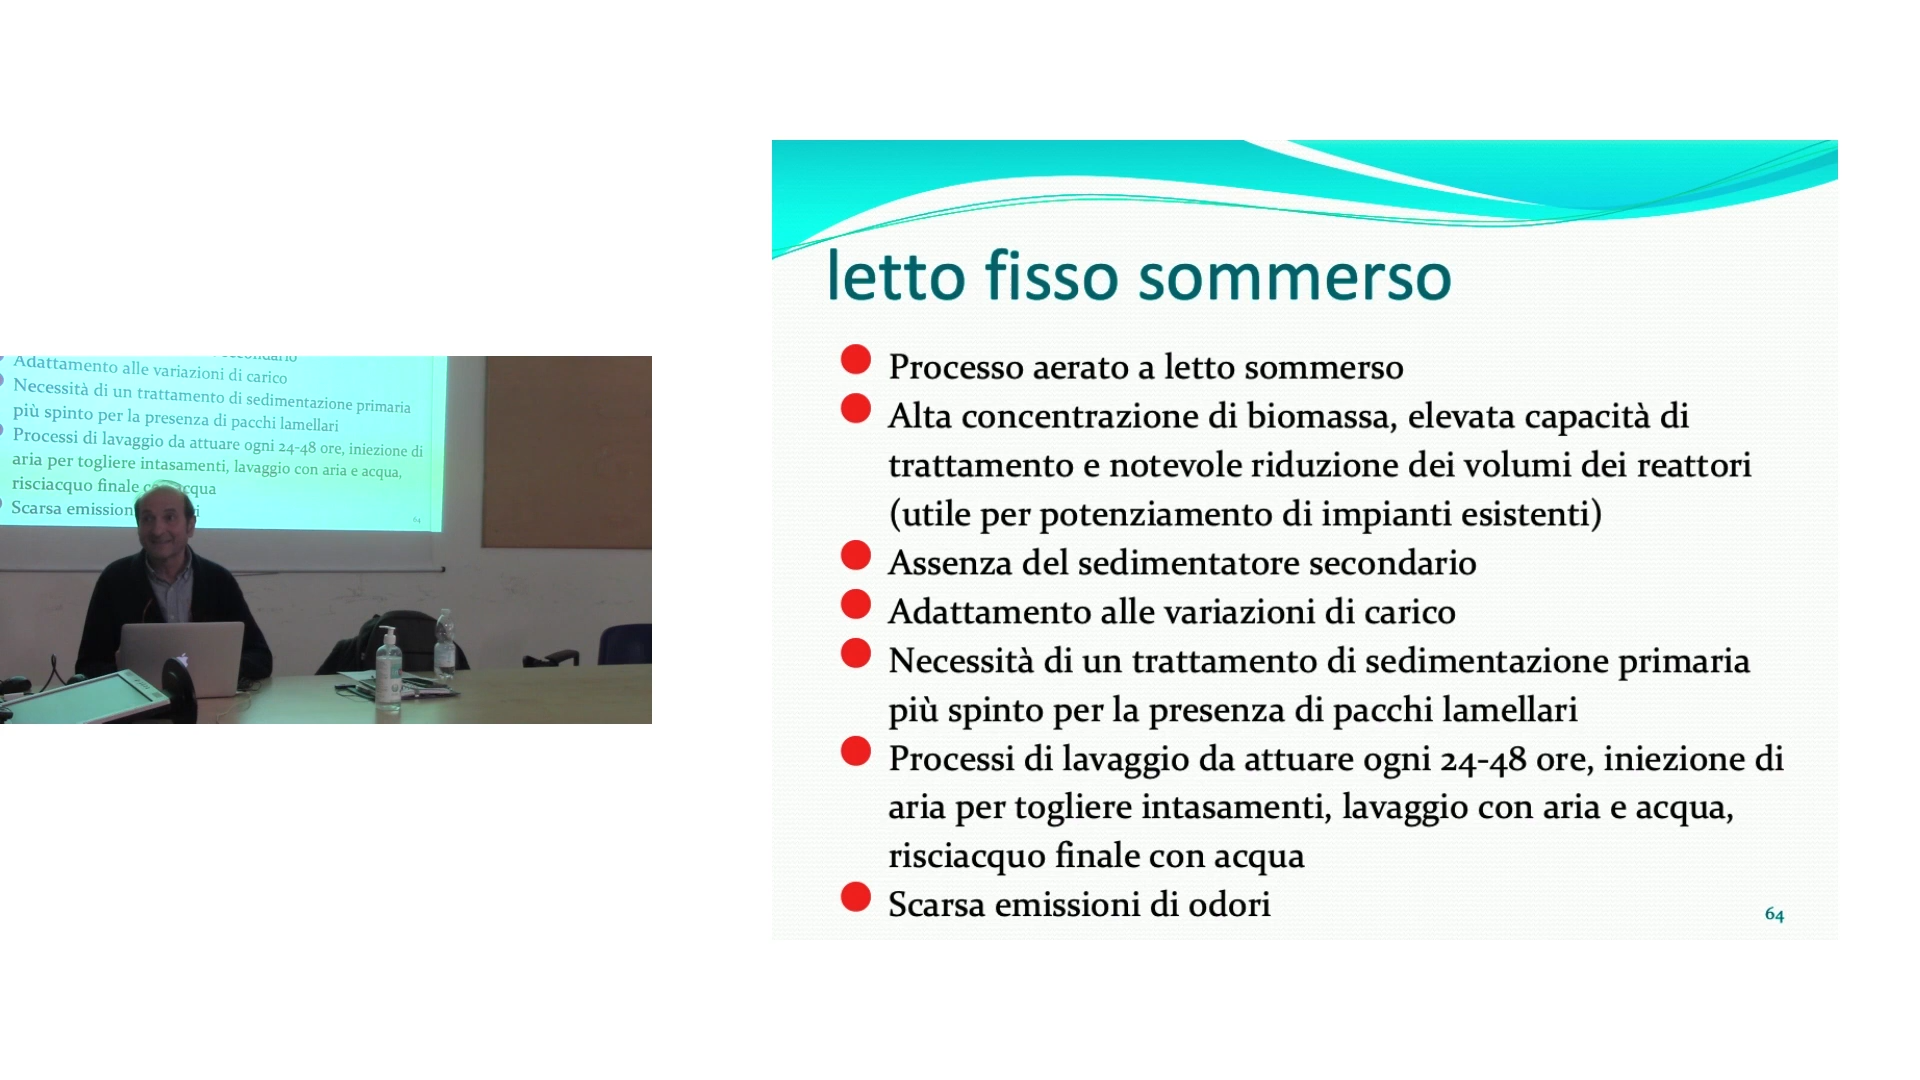 secondario
Adattamento alle variazioni di carico
Necessità di un trattamento di sedimentazione primaria
più spinto per la presenza di pacchi lamellari
Processi di lavaggio da attuare ogni 24-48 ore, iniezione di
aria per togliere intasamenti, lavaggio con aria e acqua,
risciacquo finale acqua
Scarsa
64
letto fisso sommerso
Processo aerato a letto sommerso
Alta concentrazione di biomassa, elevata capacità di
trattamento e notevole riduzione dei volumi dei reattori
(utile per potenziamento di impianti esistenti)
Assenza del sedimentatore secondario
Adattamento alle variazioni di carico
Necessità di un trattamento di sedimentazione primaria
più spinto per la presenza di pacchi lamellari
Processi di lavaggio da attuare ogni 24-48 ore, iniezione di
aria per togliere intasamenti, lavaggio con aria e acqua,
risciacquo finale con acqua
Scarsa emissioni di odori
64